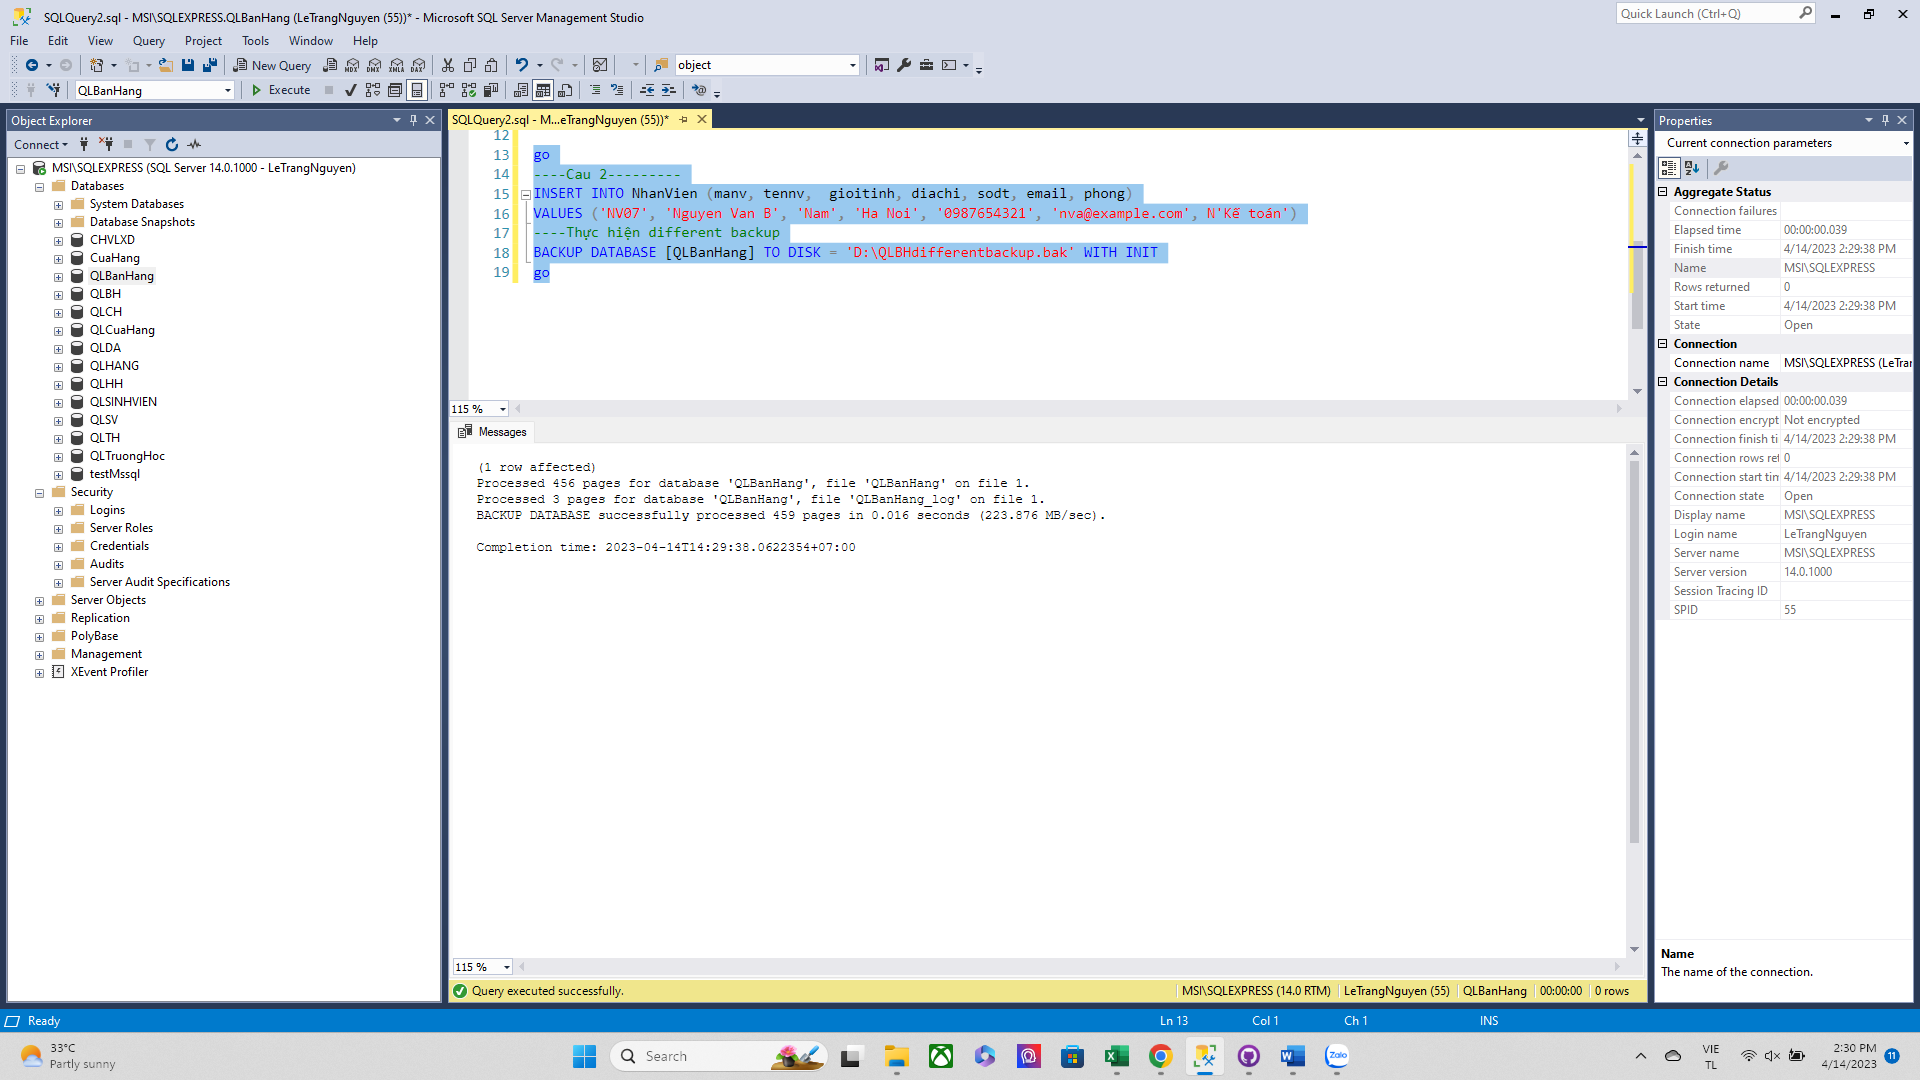 SQLQuery2.sql - MSI\SQLEXPRESS.QLBanHang (LeTrangNguyen (55))* - Microsoft SQL Server Management Studio
Quick Launch (Ctrl+Q)
File Edit View Query Project Tools Window Help
New Query
MDX DMX XMLA DAX
object
QLBanHang
Execute
Object Explorer
Connect
MSI\SQLEXPRESS (SQL Server 14.0.1000 - LeTrangNguyen)
Databases
System Databases
Database Snapshots
CHVLXD
CuaHang
QLBanHang
QLBH
QLCH
QLCuaHang
QLDA
QLHANG
QLHH
QLSINHVIEN
QLSV
QLTH
QLTruongHoc
testMssql
Security
Logins
Server Roles
Credentials
Audits
Server Audit Specifications
Server Objects
Replication
PolyBase
Management
XEvent Profiler
SQLQuery2.sql - M...eTrangNguyen (55))*
12
13 go
14 ----Cau 2---------
15 INSERT INTO NhanVien (manv, tennv,  gioitinh, diachi, sodt, email, phong)
16 VALUES ('NV07', 'Nguyen Van B', 'Nam', 'Ha Noi', '0987654321', 'nva@example.com', N'Kế toán')
17 ----Thực hiện different backup
18 BACKUP DATABASE [QLBanHang] TO DISK = 'D:\QLBHdifferentbackup.bak' WITH INIT
19 go
115 %
Messages
(1 row affected)
Processed 456 pages for database 'QLBanHang', file 'QLBanHang' on file 1.
Processed 3 pages for database 'QLBanHang', file 'QLBanHang_log' on file 1.
BACKUP DATABASE successfully processed 459 pages in 0.016 seconds (223.876 MB/sec).
Completion time: 2023-04-14T14:29:38.0622354+07:00
115 %
Query executed successfully.
MSI\SQLEXPRESS (14.0 RTM) LeTrangNguyen (55) QLBanHang 00:00:00 0 rows
Properties
Current connection parameters
Aggregate Status
Connection failures
Elapsed time 00:00:00.039
Finish time 4/14/2023 2:29:38 PM
Name MSI\SQLEXPRESS
Rows returned 0
Start time 4/14/2023 2:29:38 PM
State Open
Connection
Connection name MSI\SQLEXPRESS (LeTrar
Connection Details
Connection elapsed 00:00:00.039
Connection encrypt Not encrypted
Connection finish ti 4/14/2023 2:29:38 PM
Connection rows ret 0
Connection start tin 4/14/2023 2:29:38 PM
Connection state Open
Display name MSI\SQLEXPRESS
Login name LeTrangNguyen
Server name MSI\SQLEXPRESS
Server version 14.0.1000
Session Tracing ID
SPID 55
Name
The name of the connection.
Ready
Ln 13 Col 1 Ch 1 INS
33°C
Partly sunny
Search
Zalo
VIE
TL
2:30 PM
4/14/2023
11